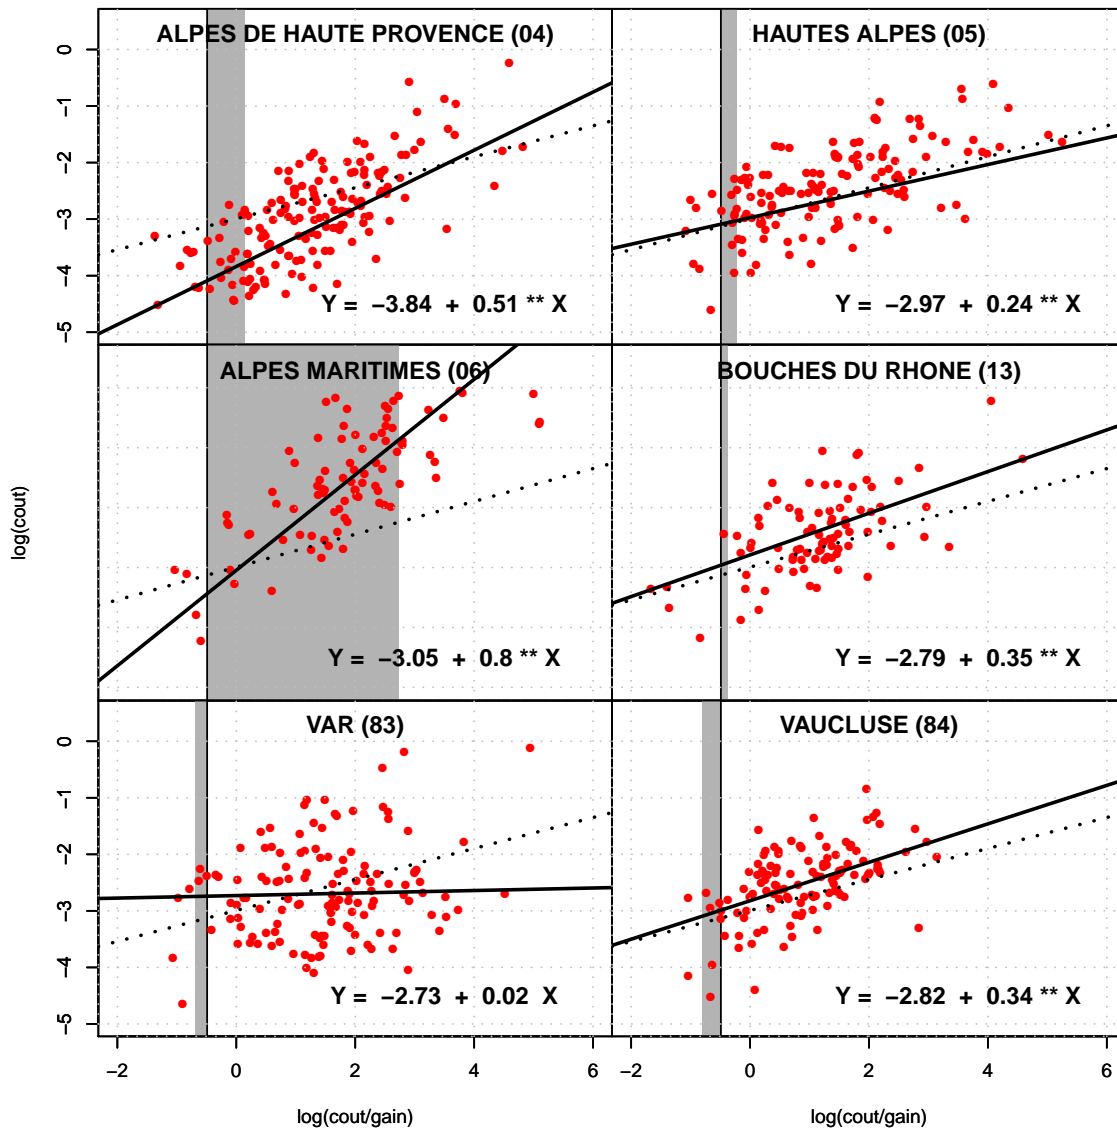 ALPES DE HAUTE PROVENCE (04)
HAUTES ALPES (05)
0
−1
−2
−3
−4
−5
Y = −3.84 + 0.51 ** X
Y = −2.97 + 0.24 ** X
ALPES MARITIMES (06)
BOUCHES DU RHONE (13)
log(cout)
Y = −3.05 + 0.8 ** X
Y = −2.79 + 0.35 ** X
VAR (83)
VAUCLUSE (84)
0
−1
−2
−3
−4
−5
Y = −2.73 + 0.02 X
Y = −2.82 + 0.34 ** X
−2 0 2 4 6
−2 0 2 4 6
log(cout/gain)
log(cout/gain)